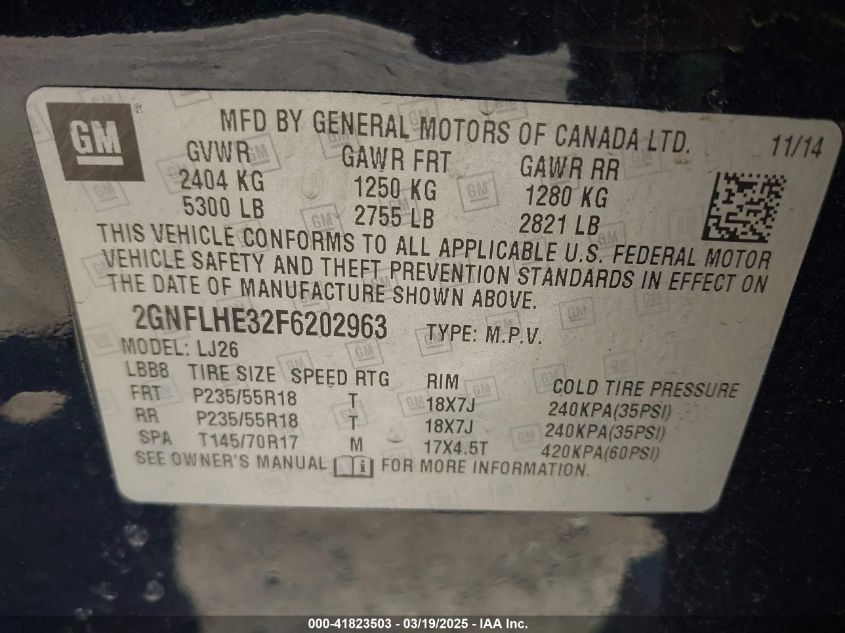 GM
MFD BY GENERAL MOTORS OF CANADA LTD. 11/14
GVWR GAWR FRT GAWR RR
2404 KG 1250 KG 1280 KG
5300 LB 2755 LB 2821 LB
THIS VEHICLE CONFORMS TO ALL APPLICABLE U.S. FEDERAL MOTOR
VEHICLE SAFETY AND THEFT PREVENTION STANDARDS IN EFFECT ON
THE DATE OF MANUFACTURE SHOWN ABOVE.
2GNFLHE32F6202963 TYPE: M.P.V.
MODEL: LJ26
LBB8 TIRE SIZE SPEED RTG RIM COLD TIRE PRESSURE
FRT P235/55R18 T 18X7J 240KPA(35PSI)
RR P235/55R18 T 18X7J 240KPA(35PSI)
SPA T145/70R17 M 17X4.5T 420KPA(60PSI)
SEE OWNER'S MANUAL FOR MORE INFORMATION.
000-41823503 - 03/19/2025 - IAA Inc.